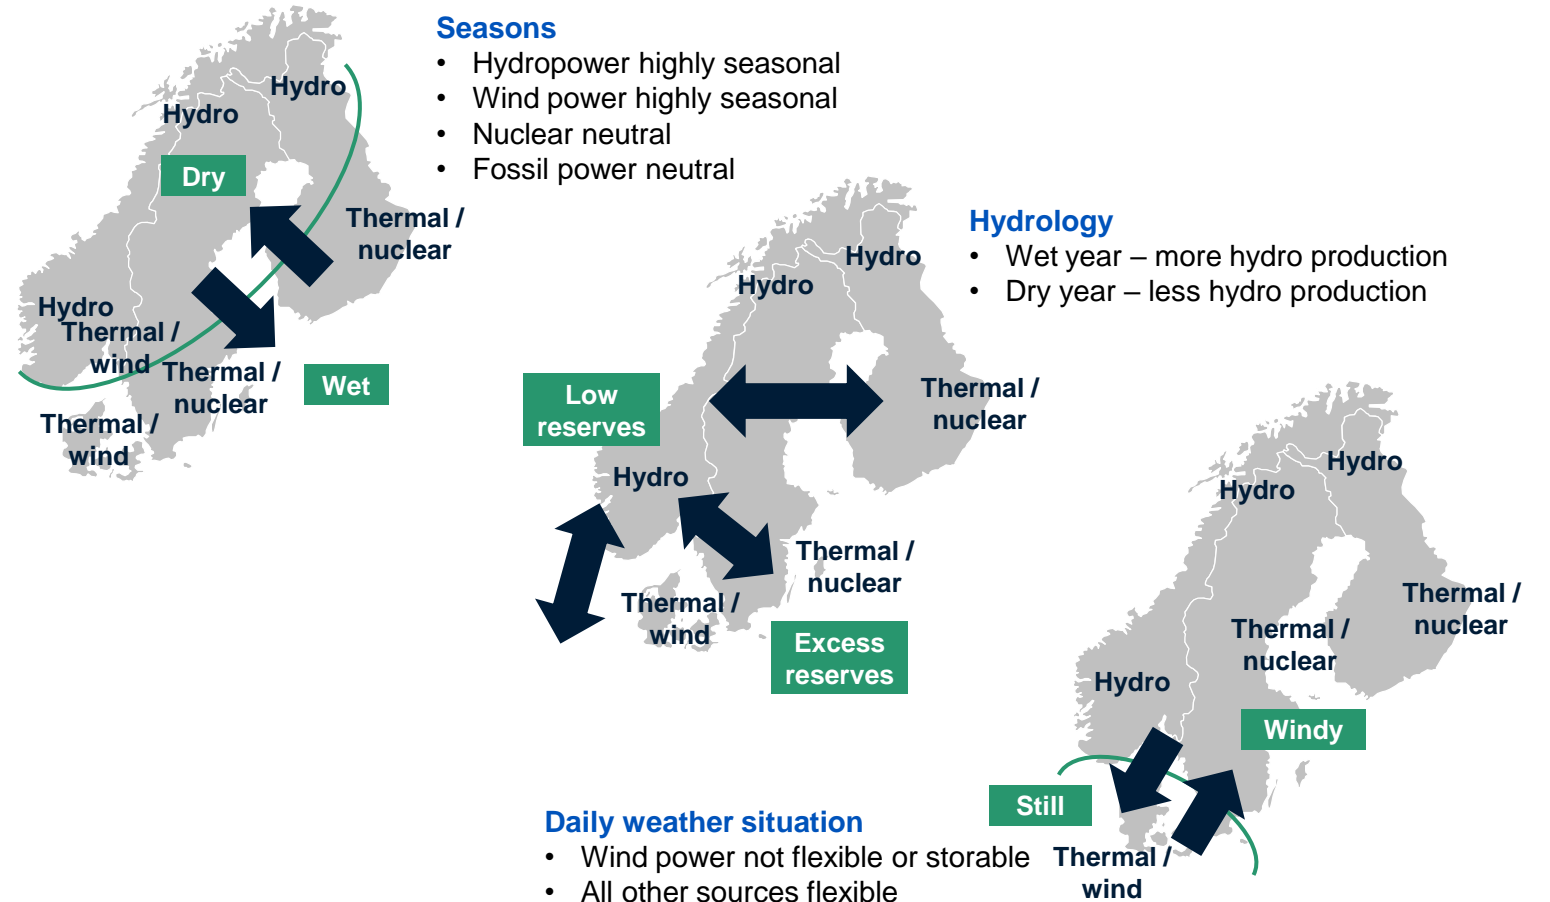 Seasons
• Hydropower highly seasonal
• Wind power highly seasonal
• Nuclear neutral
• Fossil power neutral
Hydro
Hydro
Dry
Thermal /
nuclear
Hydro
Thermal /
wind
Thermal /
nuclear
Wet
Thermal /
wind
Hydrology
• Wet year – more hydro production
• Dry year – less hydro production
Hydro
Hydro
Low
reserves
Thermal /
nuclear
Hydro
Thermal /
nuclear
Thermal /
wind
Excess
reserves
Daily weather situation
• Wind power not flexible or storable
• All other sources flexible
Hydro
Hydro
Thermal /
nuclear
Thermal /
nuclear
Hydro
Windy
Still
Thermal /
wind